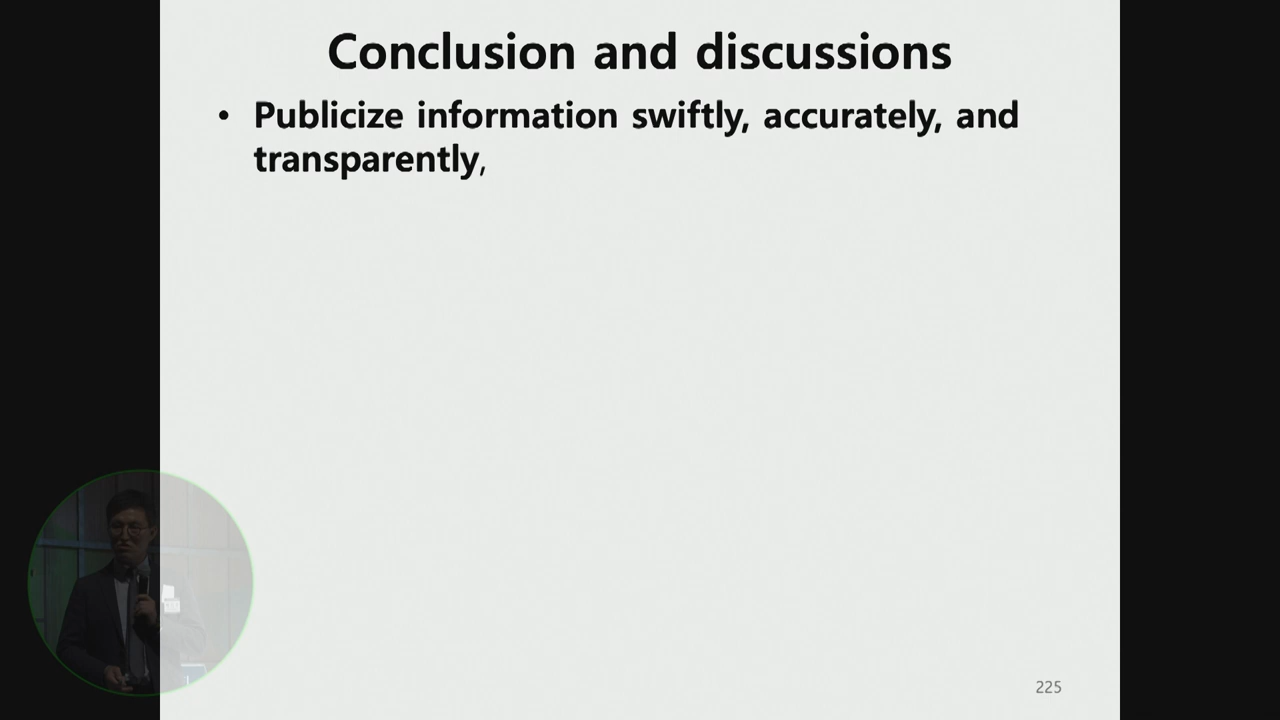 Conclusion and discussions
• Publicize information swiftly, accurately, and
transparently,
225